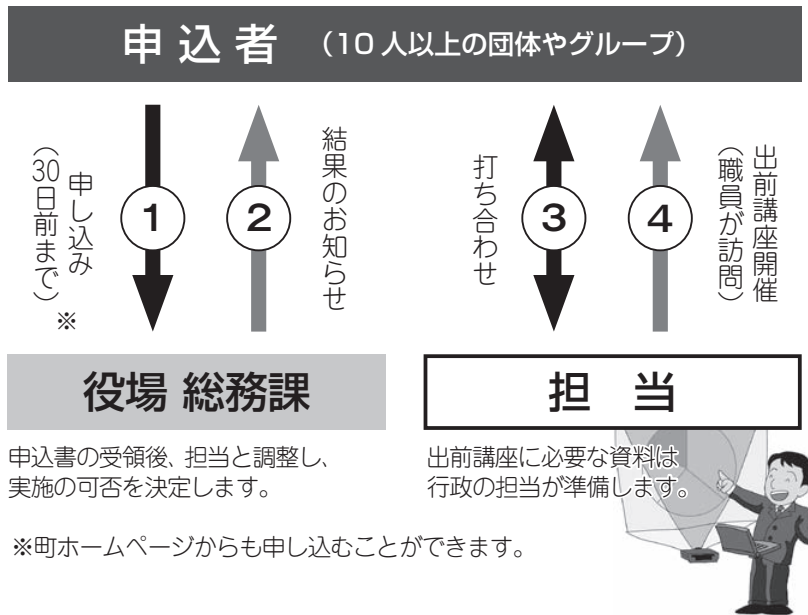 申込者 （10人以上の団体やグループ）
申し込み
（30日前まで）※
1
2
結果のお知らせ
打ち合わせ
3
4
出前講座開催
（職員が訪問）
役場 総務課
担 当
申込書の受領後、担当と調整し、
実施の可否を決定します。
出前講座に必要な資料は
行政の担当が準備します。
※町ホームページからも申し込むことができます。